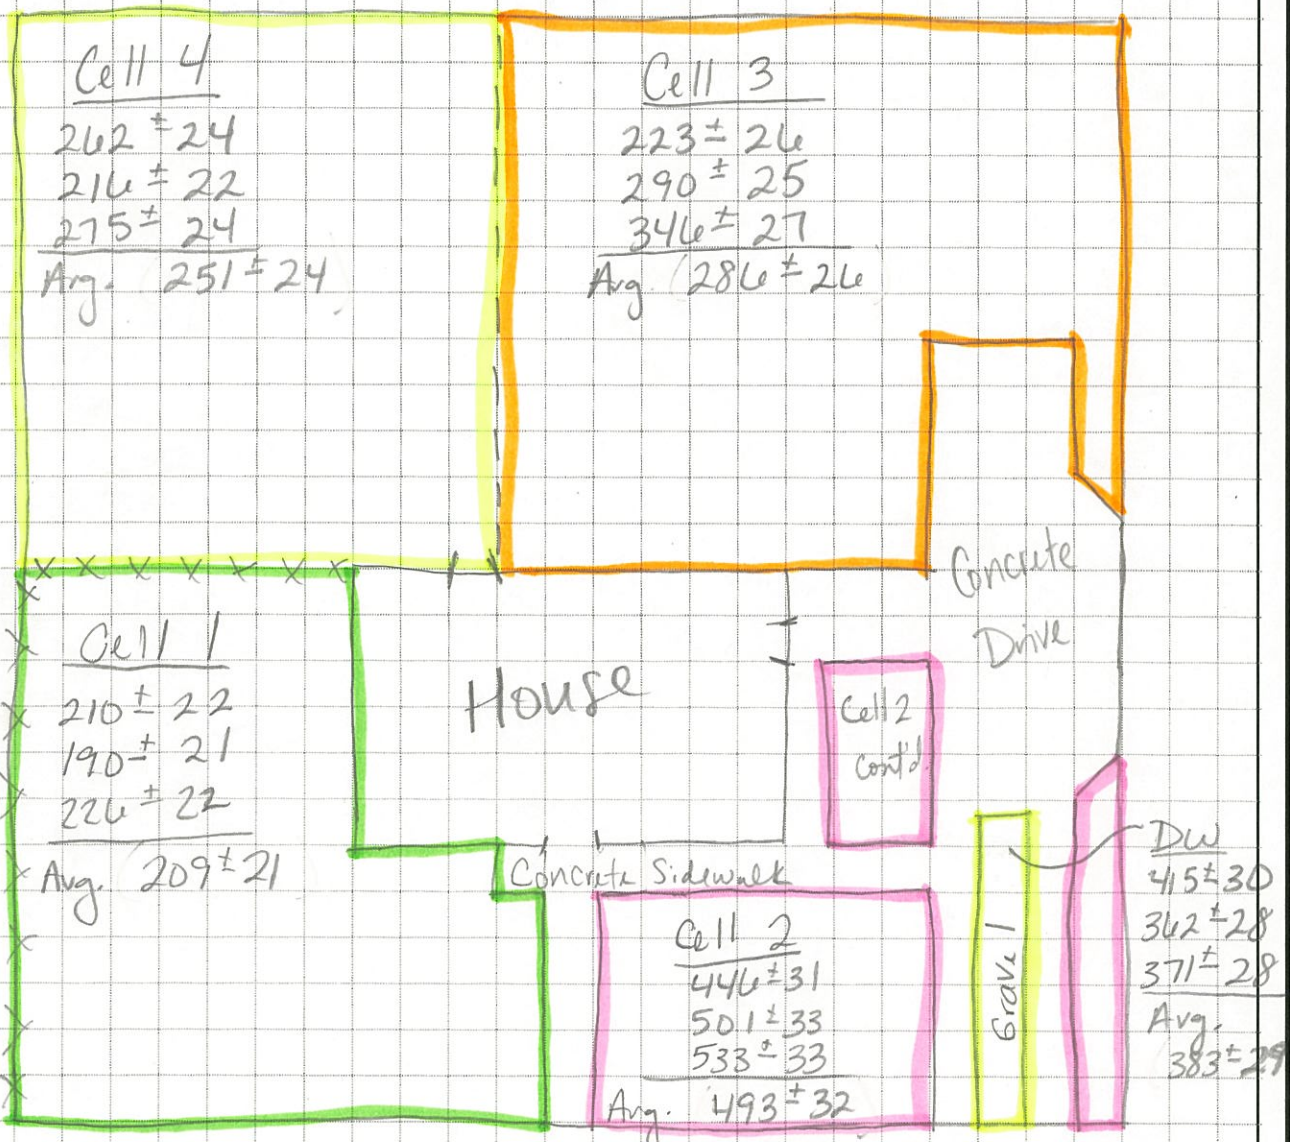 Cell 4
262 ± 24
216 ± 22
275 ± 24
Avg. 251 ± 24
Cell 3
223 ± 26
290 ± 25
346 ± 27
Avg 286 ± 26
Concrete
Drive
Cell 1
210 ± 22
190 ± 21
226 ± 22
Avg. 209 ± 21
House
Cell 2
Cont'd.
Concrete Sidewalk
Cell 2
446 ± 31
501 ± 33
533 ± 33
Avg. 493 ± 32
Gravel
DW
415 ± 30
362 ± 28
371 ± 28
Avg.
383 ± 29